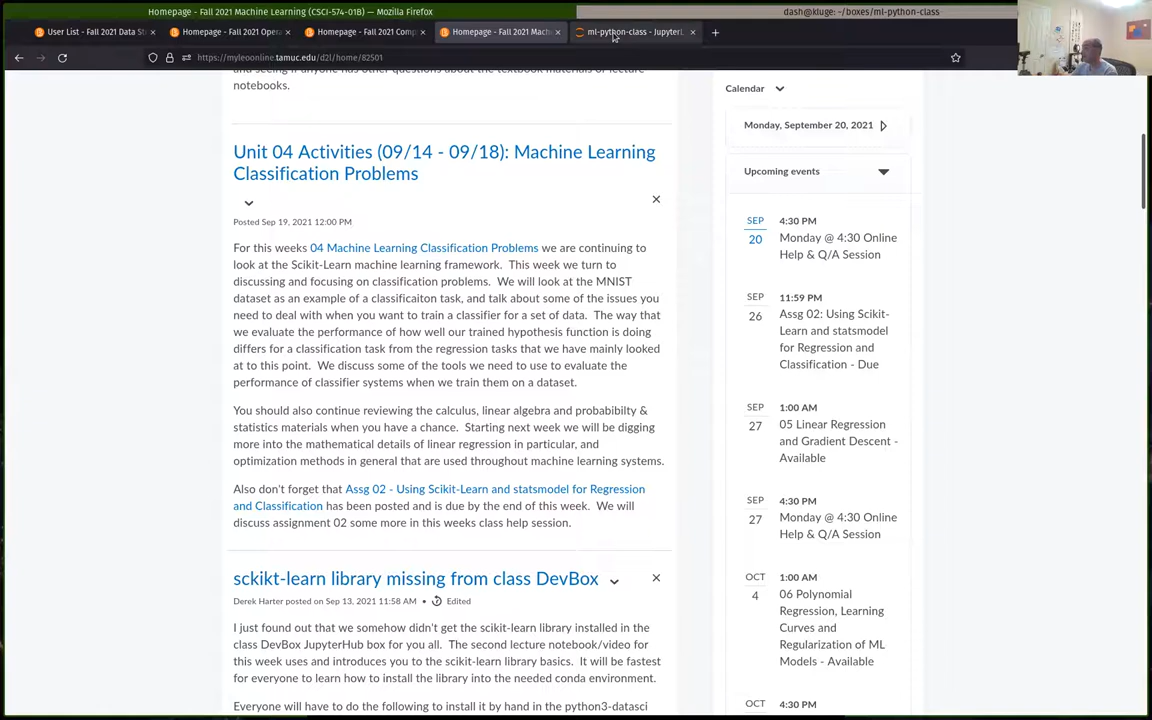 Homepage - Fall 2021 Machine Learning (CSCI-574-01B) — Mozilla Firefox
dash@kluge: ~/boxes/ml-python-class
User List - Fall 2021 Data St
Homepage - Fall 2021 Opera
Homepage - Fall 2021 Comp
Homepage - Fall 2021 Mach
ml-python-class - JupyterL
https://myleoonline.tamuc.edu/d2l/home/82501
and seeing if anyone has other questions about the textbook materials or lecture
notebooks.
Unit 04 Activities (09/14 - 09/18): Machine Learning
Classification Problems
Posted Sep 19, 2021 12:00 PM
For this weeks 04 Machine Learning Classification Problems we are continuing to
look at the Scikit-Learn machine learning framework. This week we turn to
discussing and focusing on classification problems. We will look at the MNIST
dataset as an example of a classificaiton task, and talk about some of the issues you
need to deal with when you want to train a classifier for a set of data. The way that
we evaluate the performance of how well our trained hypothesis function is doing
differs for a classification task from the regression tasks that we have mainly looked
at to this point. We discuss some of the tools we need to use to evaluate the
performance of classifier systems when we train them on a dataset.
You should also continue reviewing the calculus, linear algebra and probabibilty &
statistics materials when you have a chance. Starting next week we will be digging
more into the mathematical details of linear regression in particular, and
optimization methods in general that are used throughout machine learning systems.
Also don't forget that Assg 02 - Using Scikit-Learn and statsmodel for Regression
and Classification has been posted and is due by the end of this week. We will
discuss assignment 02 some more in this weeks class help session.
sckikt-learn library missing from class DevBox
Derek Harter posted on Sep 13, 2021 11:58 AM • Edited
I just found out that we somehow didn't get the scikit-learn library installed in the
class DevBox JupyterHub box for you all. The second lecture notebook/video for
this week uses and introduces you to the scikit-learn library basics. It will be fastest
for everyone to learn how to install the library into the needed conda environment.
Everyone will have to do the following to install it by hand in the python3-datasci
Calendar
Monday, September 20, 2021
Upcoming events
SEP
20
4:30 PM
Monday @ 4:30 Online
Help & Q/A Session
SEP
26
11:59 PM
Assg 02: Using Scikit-
Learn and statsmodel
for Regression and
Classification - Due
SEP
27
1:00 AM
05 Linear Regression
and Gradient Descent -
Available
SEP
27
4:30 PM
Monday @ 4:30 Online
Help & Q/A Session
OCT
4
1:00 AM
06 Polynomial
Regression, Learning
Curves and
Regularization of ML
Models - Available
OCT
4:30 PM